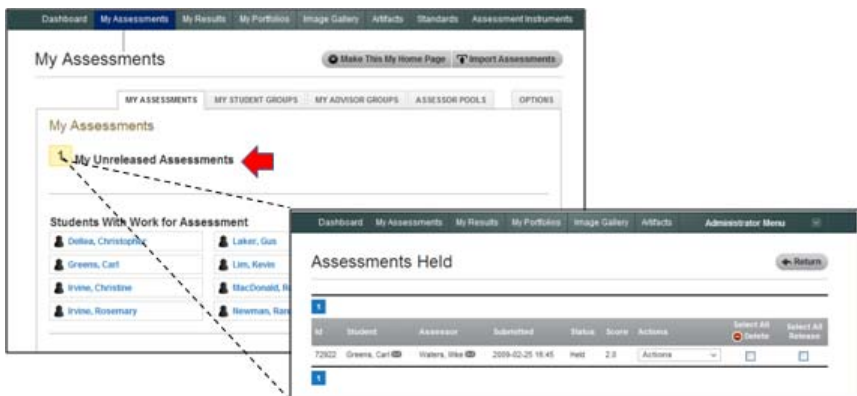 Dashboard My Assessments My Results My Portfolios Image Gallery Artifacts Standards Assessment Instruments
My Assessments
Make This My Home Page Import Assessments
MY ASSESSMENTS MY STUDENT GROUPS MY ADVISOR GROUPS ASSESSOR POOLS OPTIONS
My Assessments
1 My Unreleased Assessments
Students With Work for Assessment
Dellea, Christopher Laker, Gus
Greens, Carl Lim, Kevin
Irvine, Christine MacDonald, R
Irvine, Rosemary Newman, Ran
Dashboard My Assessments My Results My Portfolios Image Gallery Artifacts Administrator Menu
Assessments Held
Return
1
Id Student Assessor Submitted Status Score Actions Select All Delete Select All Release
72922 Greens, Carl Waters, Mike 2009-02-25 16:45 Held 2.0 Actions
1